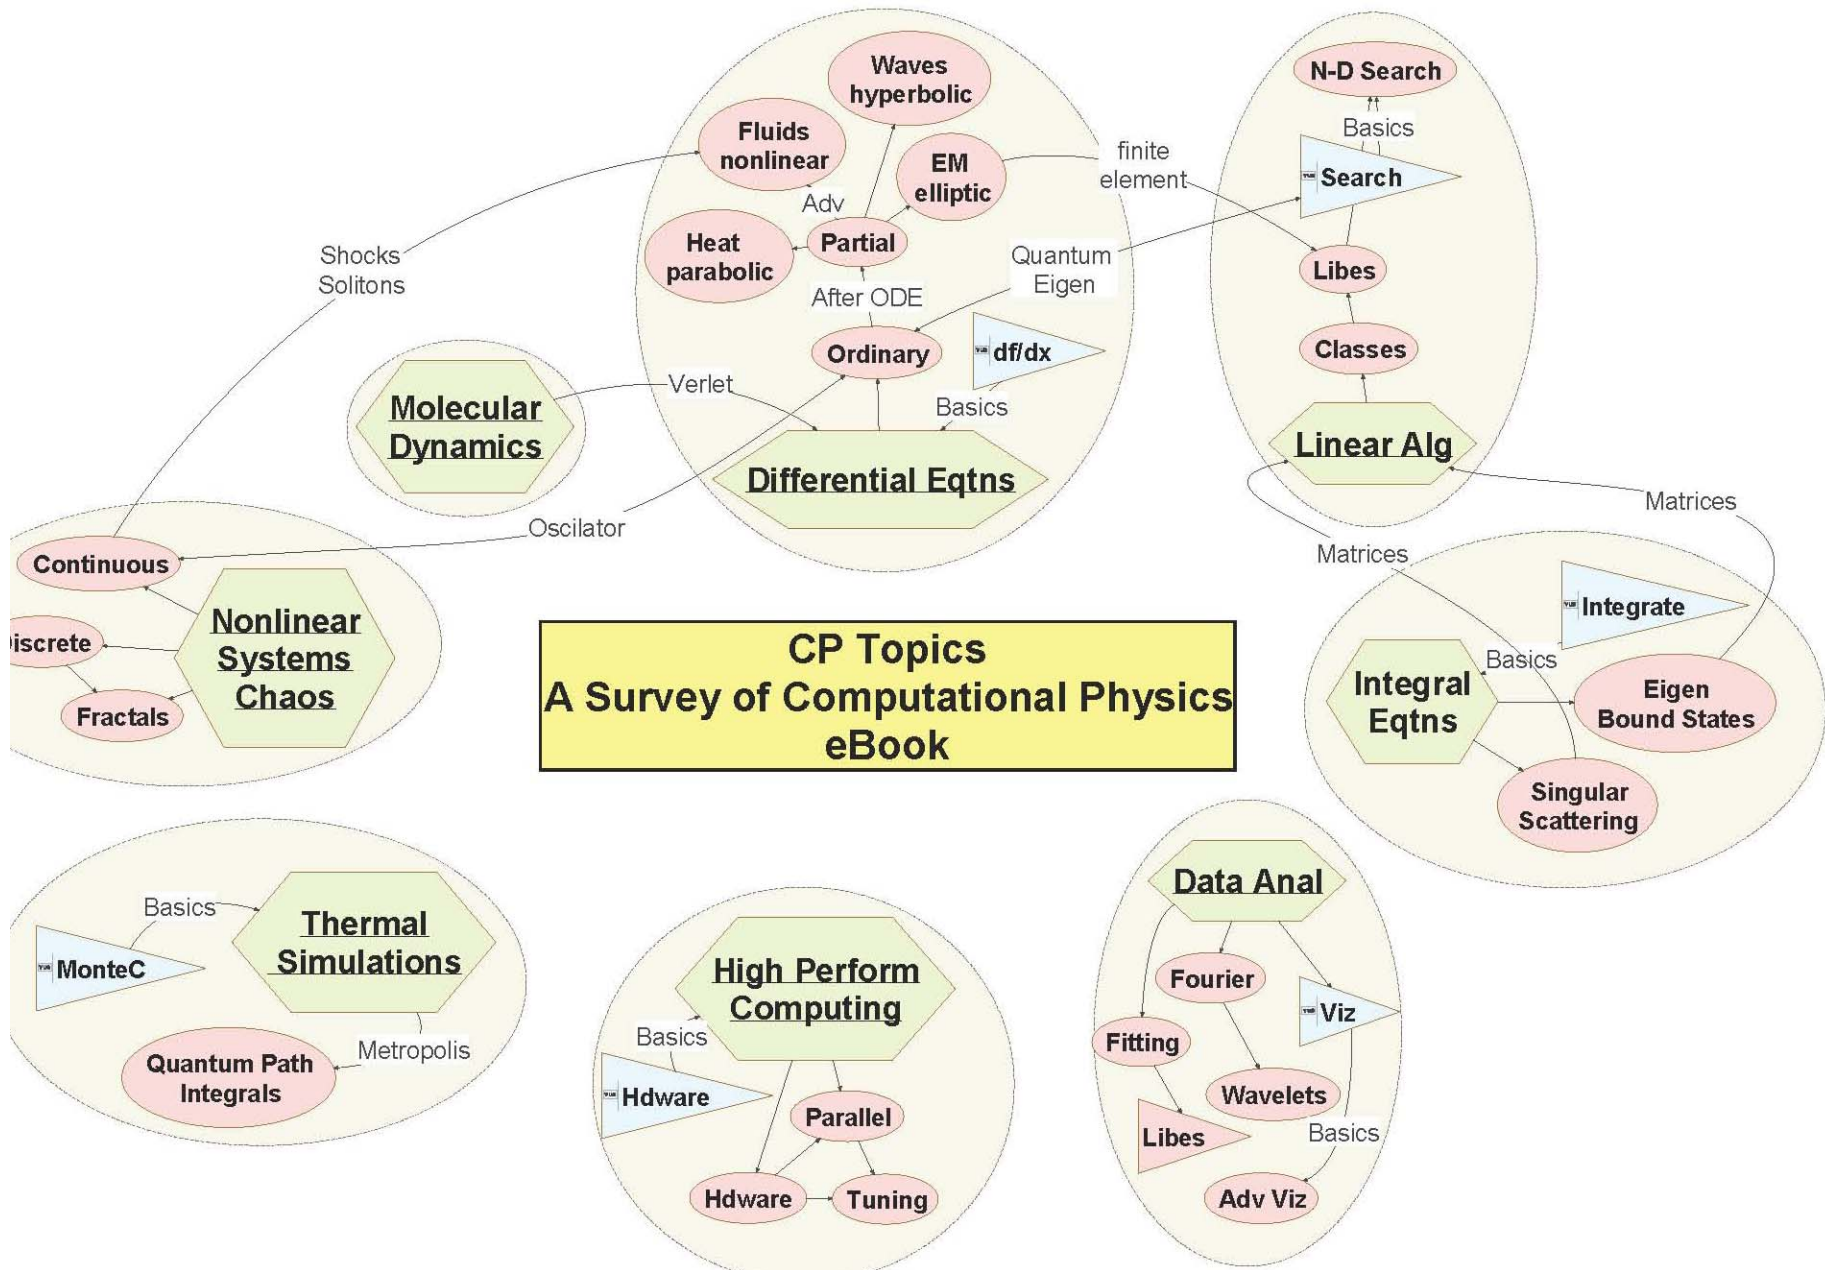 Waves
hyperbolic
Fluids
nonlinear
EM
elliptic
Adv
Heat
parabolic
Partial
After ODE
Ordinary
df/dx
Basics
Differential Eqtns
finite
element
Quantum
Eigen
N-D Search
Basics
Search
Libes
Classes
Linear Alg
Shocks
Solitons
Molecular
Dynamics
Verlet
Oscilator
Continuous
Discrete
Fractals
Nonlinear
Systems
Chaos
CP Topics
A Survey of Computational Physics
eBook
Matrices
Matrices
Integrate
Basics
Integral
Eqtns
Eigen
Bound States
Singular
Scattering
Basics
MonteC
Thermal
Simulations
Metropolis
Quantum Path
Integrals
High Perform
Computing
Basics
Hdware
Parallel
Hdware
Tuning
Data Anal
Fourier
Viz
Fitting
Wavelets
Libes
Basics
Adv Viz